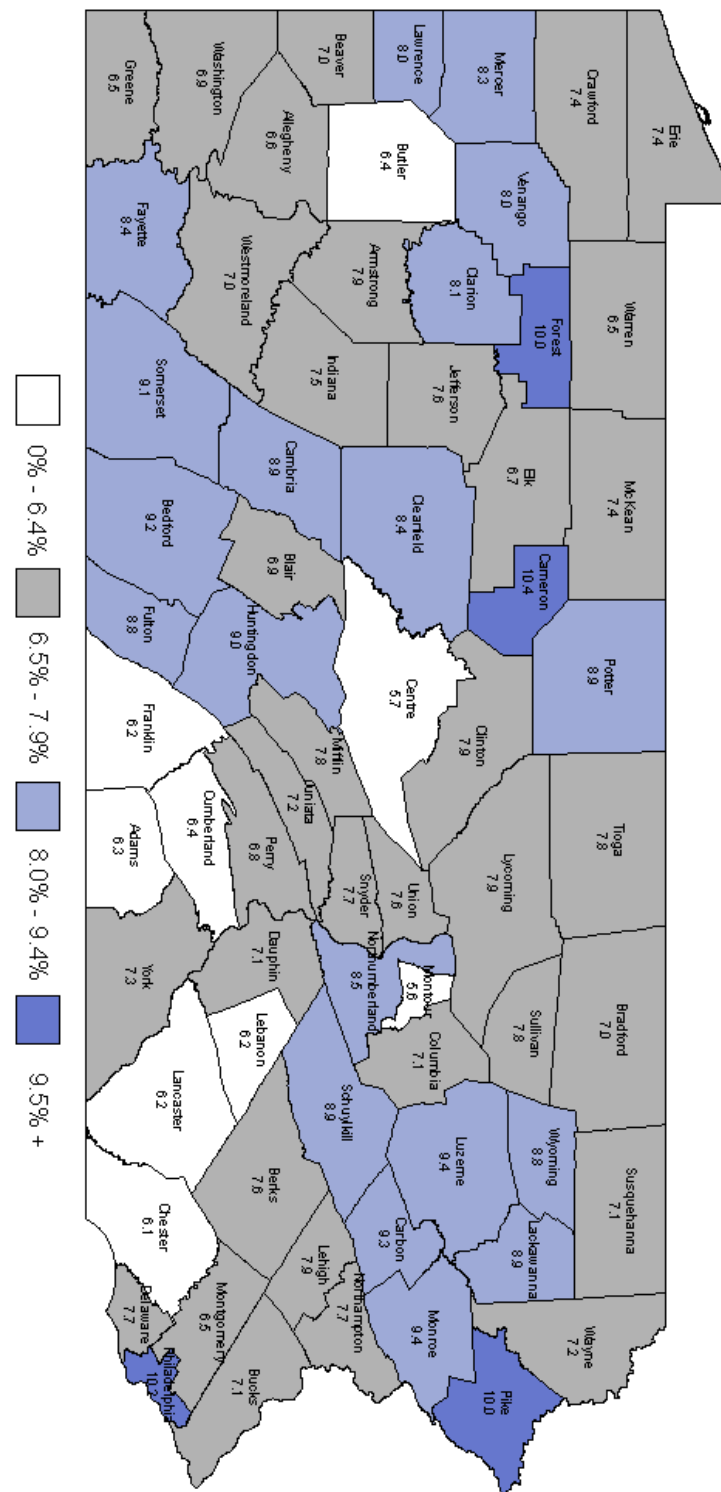 Erie
7.4
Crawford
7.4
Mercer
8.3
Lawrence
8.0
Beaver
7.0
Washington
6.9
Greene
6.5
Allegheny
6.6
Butler
6.4
Venango
8.0
Warren
6.5
Forest
10.0
Clarion
8.1
Armstrong
7.9
Westmoreland
7.0
Fayette
8.4
McKean
7.4
Elk
6.7
Jefferson
7.6
Indiana
7.5
Somerset
9.1
Cambria
8.9
Clearfield
8.4
Cameron
10.4
Potter
8.9
Clinton
7.9
Centre
5.7
Blair
6.9
Bedford
9.2
Huntingdon
9.0
Fulton
8.8
Franklin
6.2
Mifflin
7.8
Juniata
7.2
Perry
6.8
Cumberland
6.4
Adams
6.3
Tioga
7.8
Lycoming
7.9
Union
7.6
Snyder
7.7
Northumberland
8.5
Montour
5.6
Dauphin
7.1
York
7.3
Bradford
7.0
Sullivan
7.8
Columbia
7.1
Schuylkill
8.9
Lebanon
6.2
Lancaster
6.2
Susquehanna
7.1
Wyoming
8.8
Lackawanna
8.9
Luzerne
9.4
Carbon
9.3
Berks
7.6
Chester
6.1
Wayne
7.2
Pike
10.0
Monroe
9.4
Northampton
7.7
Lehigh
7.9
Bucks
7.1
Montgomery
6.5
Philadelphia
10.2
Delaware
7.7
0% - 6.4% 6.5% - 7.9% 8.0% - 9.4% 9.5% +